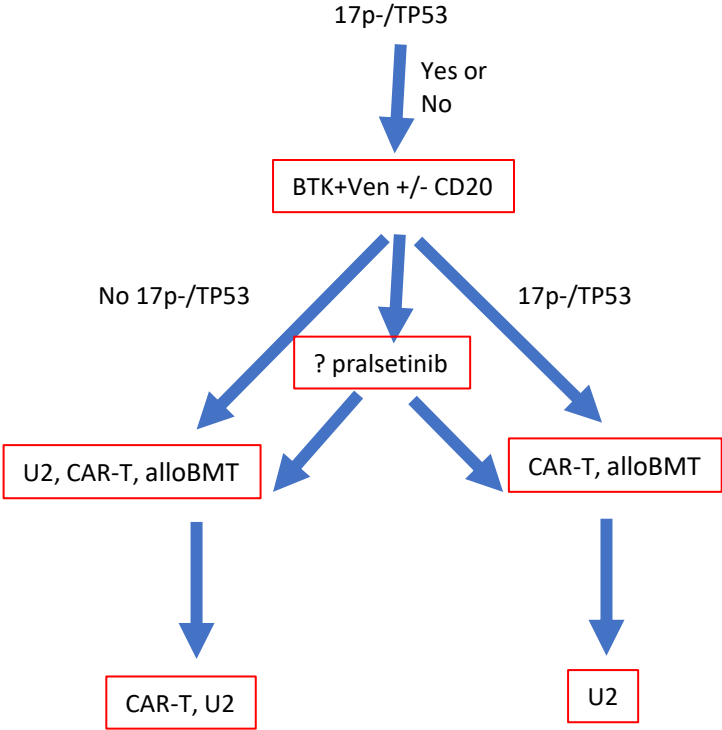 17p-/TP53
Yes or
No
BTK+Ven +/- CD20
No 17p-/TP53
17p-/TP53
? pralsetinib
U2, CAR-T, alloBMT
CAR-T, alloBMT
CAR-T, U2
U2